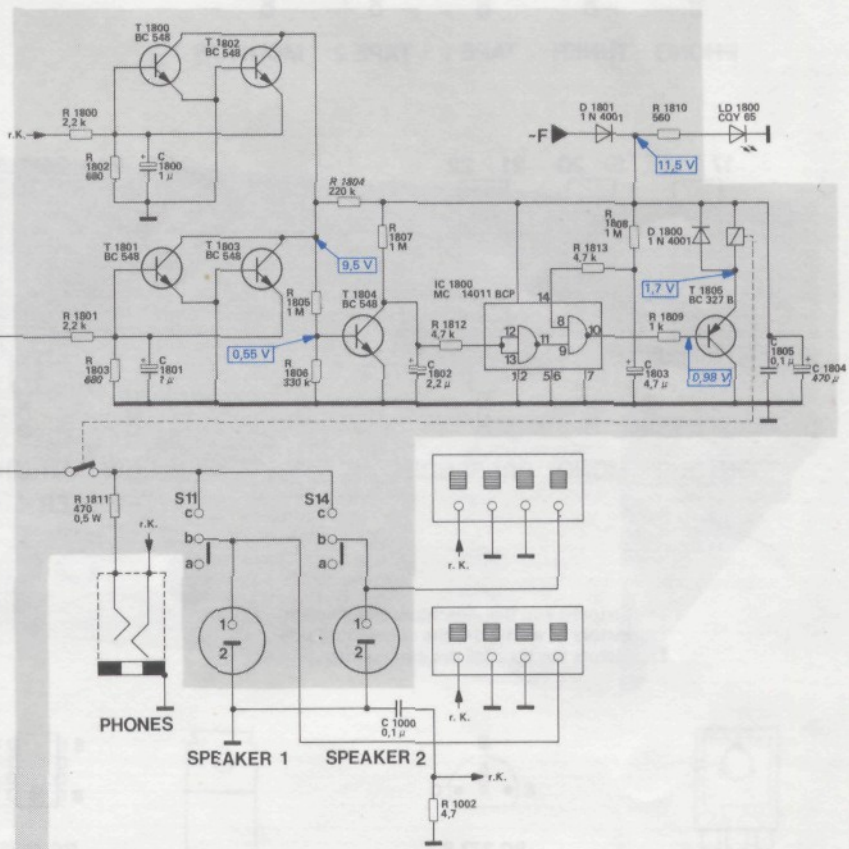 T 1800
BC 548
T 1802
BC 548
R 1800
2,2 k
r.K.
R 1802
680
C 1800
1 µ
T 1801
BC 548
T 1803
BC 548
R 1801
2,2 k
R 1803
680
C 1801
1 µ
R 1804
220 k
9,5 V
R 1805
1 M
0,55 V
R 1806
330 k
R 1807
1 M
T 1804
BC 548
R 1812
4,7 k
C 1802
2,2 µ
IC 1800
MC 14011 BCP
14
12
13
11
8
9
10
1 2 5 6 7
~F
D 1801
1 N 4001
R 1810
560
LD 1800
CQY 65
11,5 V
R 1808
1 M
D 1800
1 N 4001
R 1813
4,7 k
1,7 V
T 1805
BC 327 B
R 1809
1 k
0,98 V
C 1803
4,7 µ
C 1805
0,1 µ
C 1804
470 µ
R 1811
470
0,5 W
r.K.
S11
c
b
a
S14
c
b
a
1
2
1
2
r. K.
r. K.
PHONES
SPEAKER 1
SPEAKER 2
C 1000
0,1 µ
r.K.
R 1002
4,7